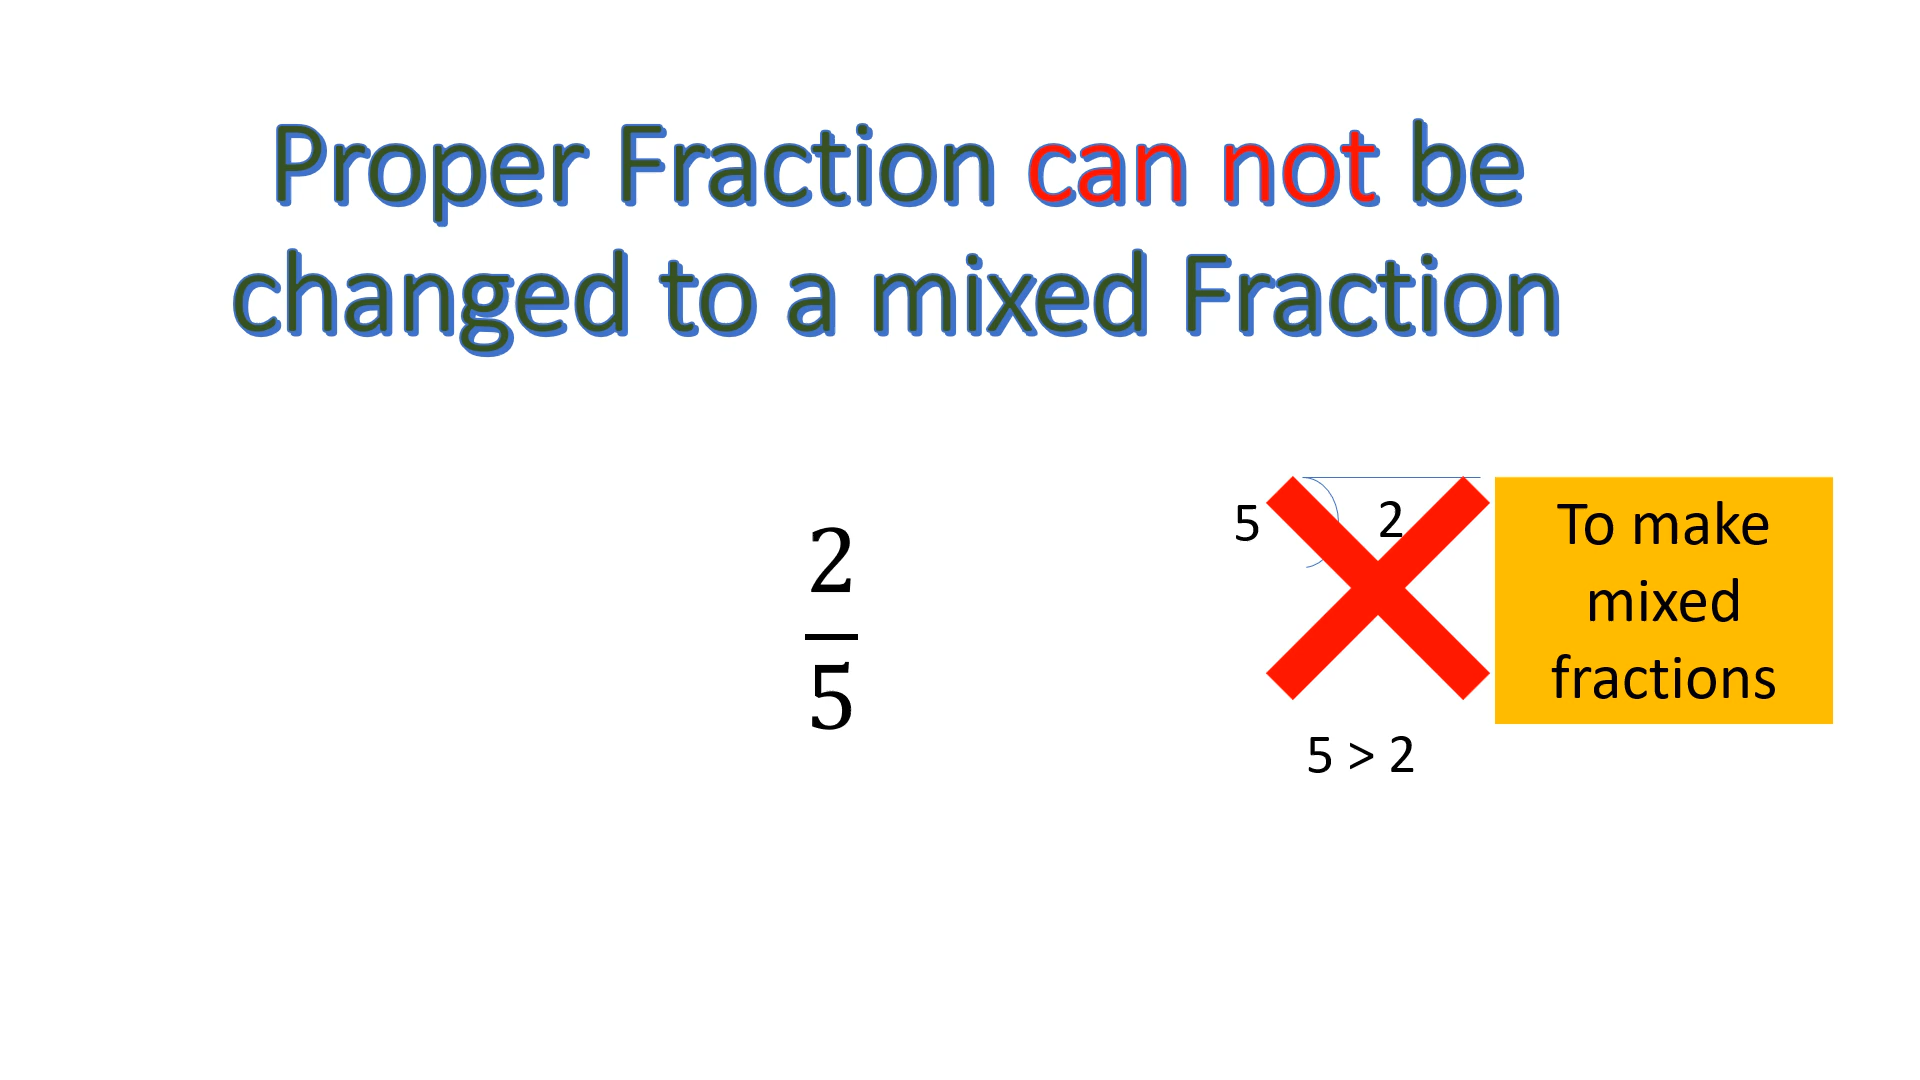 Proper Fraction can not be
changed to a mixed Fraction
2
5
5 2
5 > 2
To make
mixed
fractions